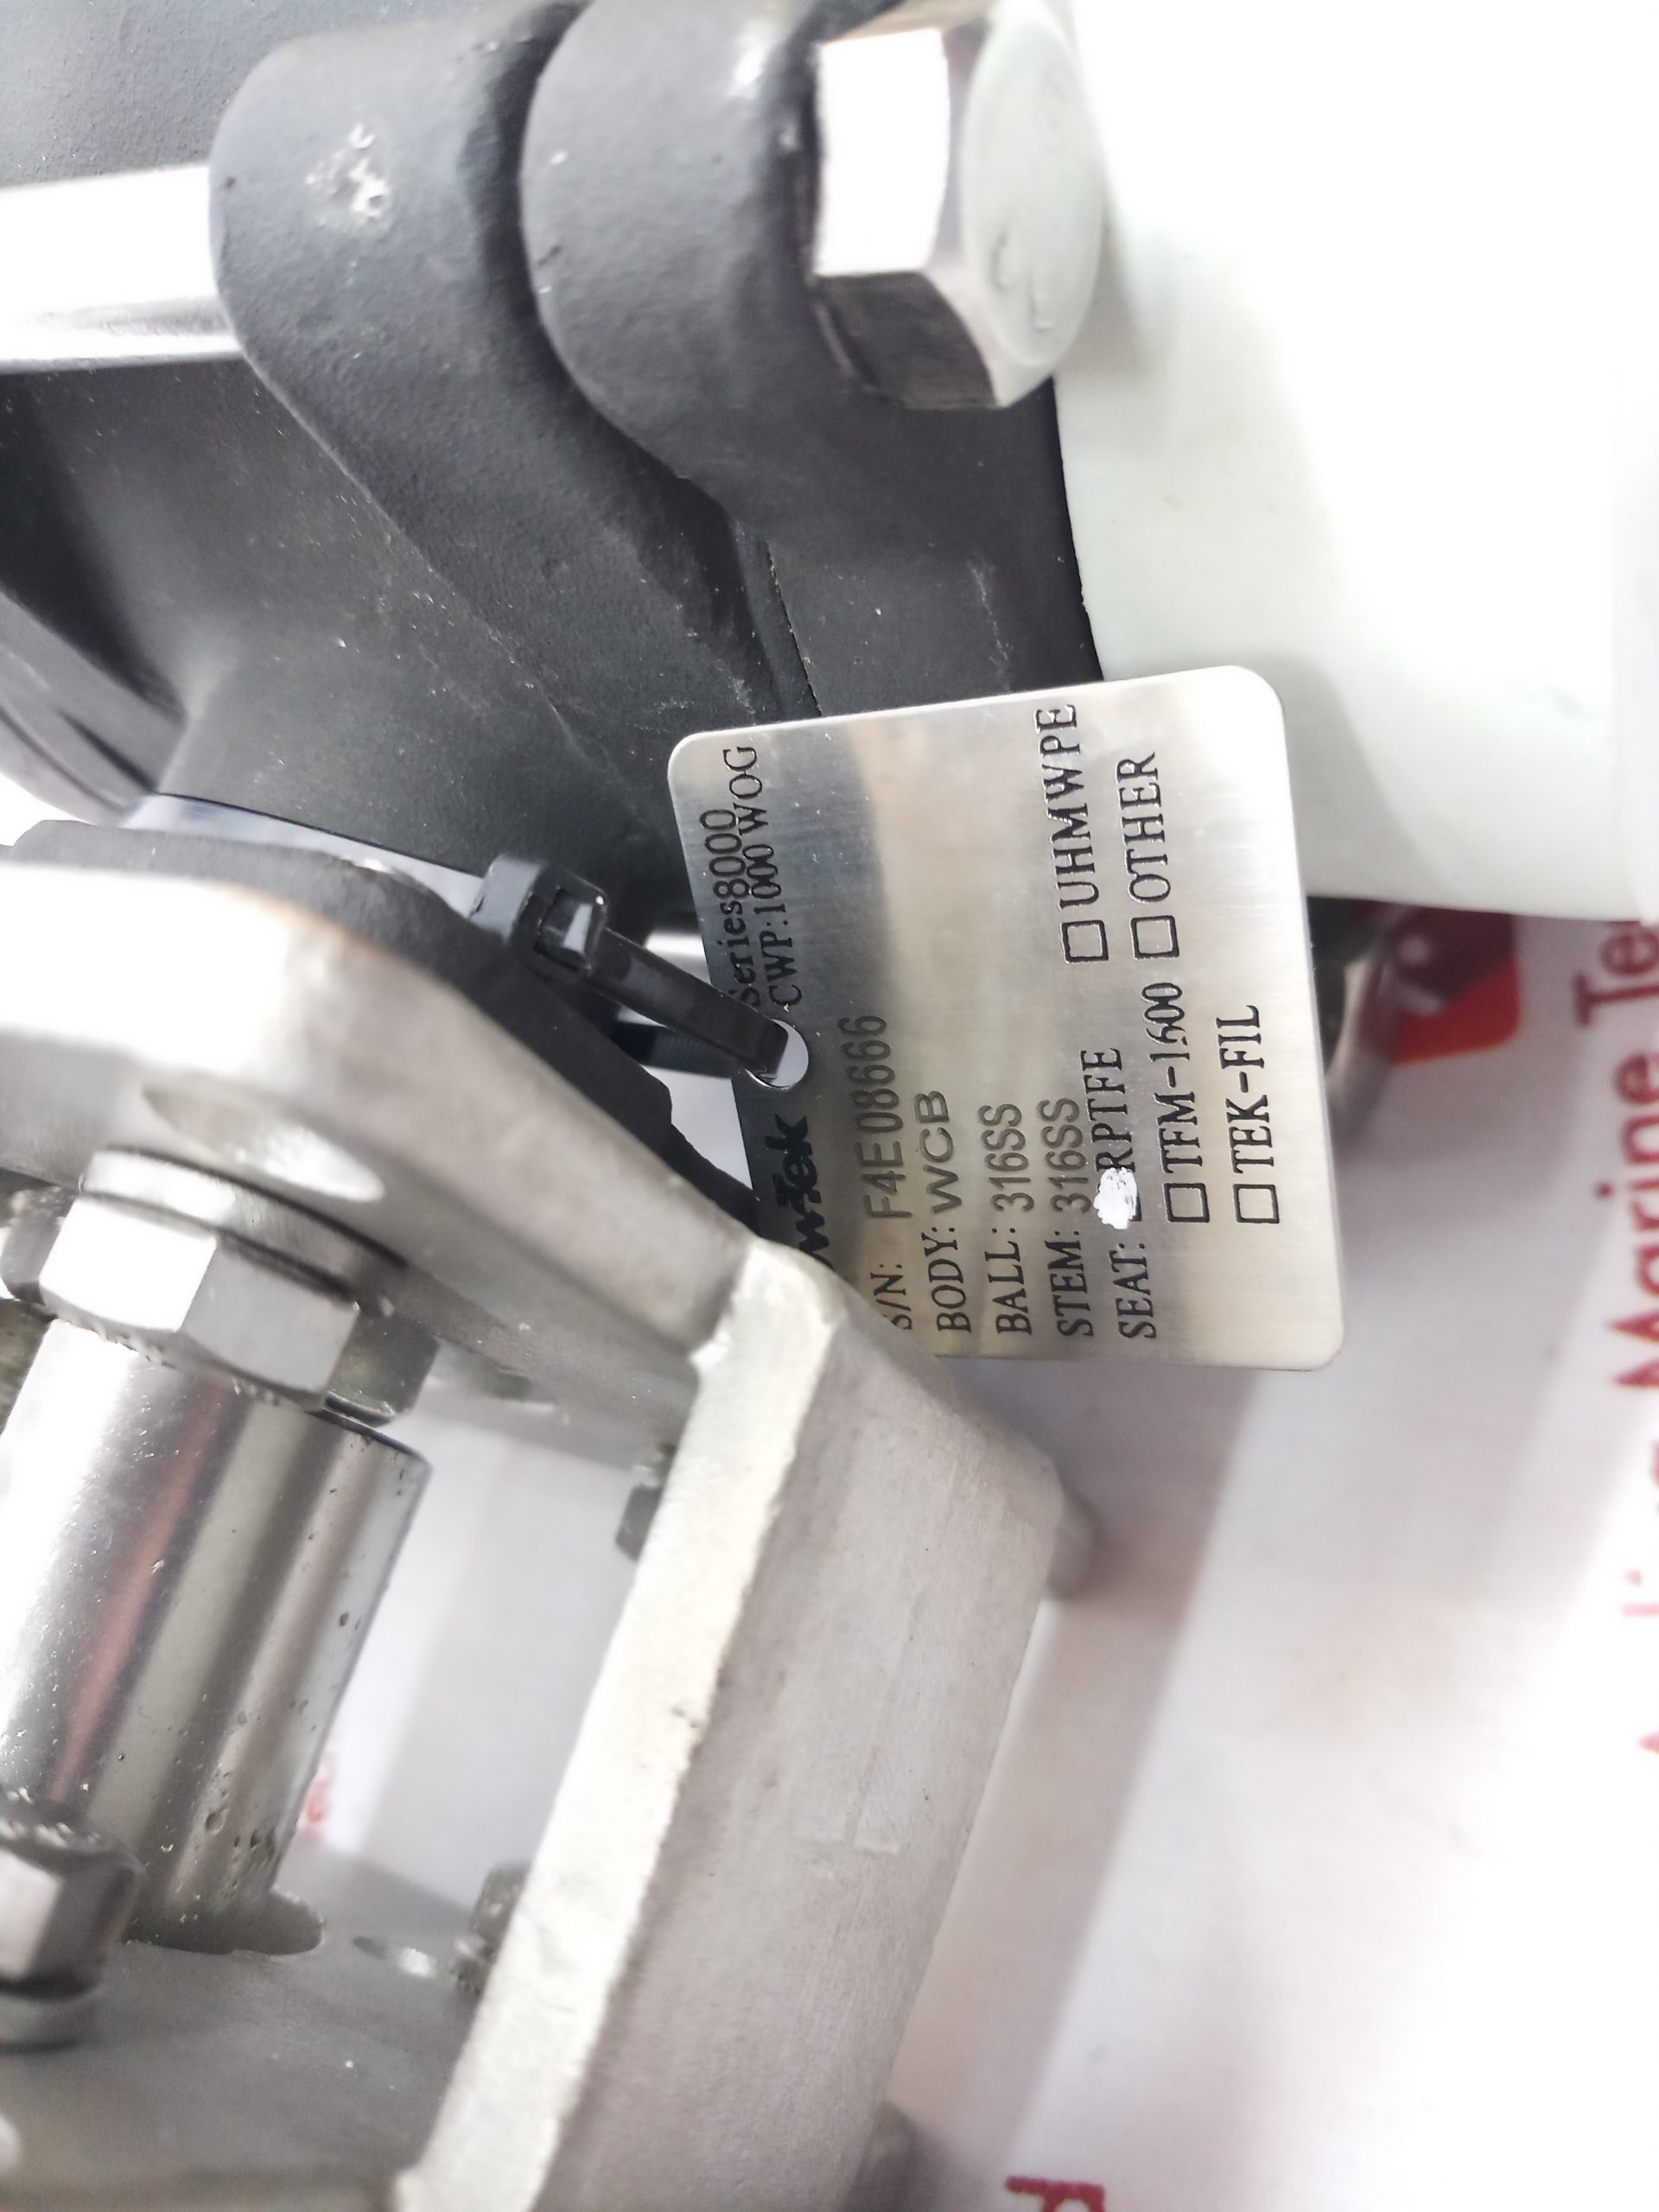 Series8000
CWP:1000 WOG
wTek
S/N: F4E08666
BODY: WCB
BALL: 316SS
STEM: 316SS
SEAT: RPTFE □UHMWPE
□TFM-1600 □OTHER
□TEK-FIL
Marine Te